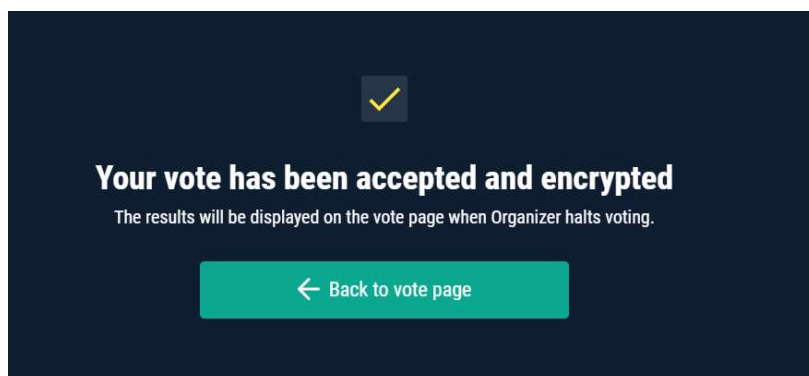 Your vote has been accepted and encrypted
The results will be displayed on the vote page when Organizer halts voting.
Back to vote page